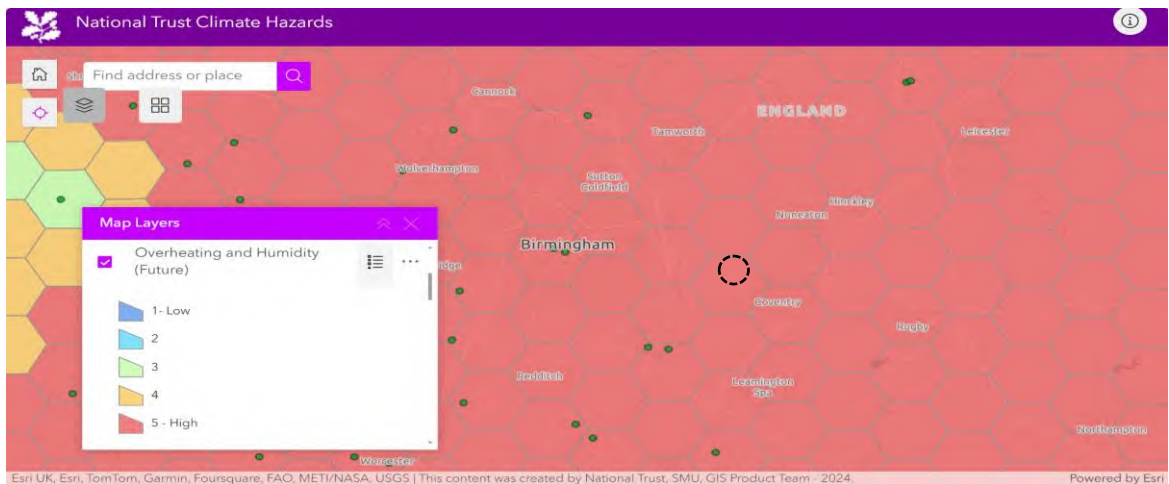 National Trust Climate Hazards
Find address or place
Cannock
ENGLAND
Tamworth
Leicester
Wolverhampton
Sutton
Coldfield
Hinckley
Nuneaton
Map Layers
Birmingham
Overheating and Humidity
(Future)
1- Low
Coventry
2
Rugby
3
Redditch
Leamington
Spa
4
5 - High
Northampton
Worcester
Esri UK, Esri, TomTom, Garmin, Foursquare, FAO, METI/NASA, USGS | This content was created by National Trust, SMU, GIS Product Team - 2024.
Powered by Esri